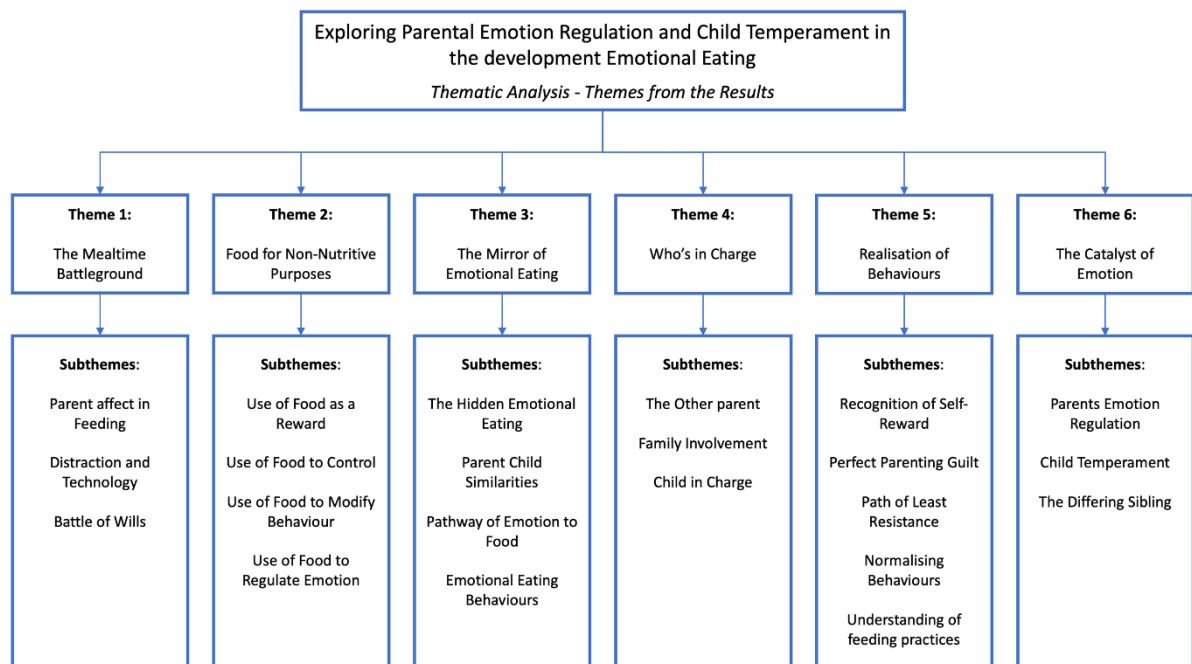 Exploring Parental Emotion Regulation and Child Temperament in
the development Emotional Eating
Thematic Analysis - Themes from the Results
Theme 1:
The Mealtime
Battleground
Theme 2:
Food for Non-Nutritive
Purposes
Theme 3:
The Mirror of
Emotional Eating
Theme 4:
Who's in Charge
Theme 5:
Realisation of
Behaviours
Theme 6:
The Catalyst of
Emotion
Subthemes:
Parent affect in
Feeding
Distraction and
Technology
Battle of Wills
Subthemes:
Use of Food as a
Reward
Use of Food to Control
Use of Food to Modify
Behaviour
Use of Food to
Regulate Emotion
Subthemes:
The Hidden Emotional
Eating
Parent Child
Similarities
Pathway of Emotion to
Food
Emotional Eating
Behaviours
Subthemes:
The Other parent
Family Involvement
Child in Charge
Subthemes:
Recognition of Self-
Reward
Perfect Parenting Guilt
Path of Least
Resistance
Normalising
Behaviours
Understanding of
feeding practices
Subthemes:
Parents Emotion
Regulation
Child Temperament
The Differing Sibling